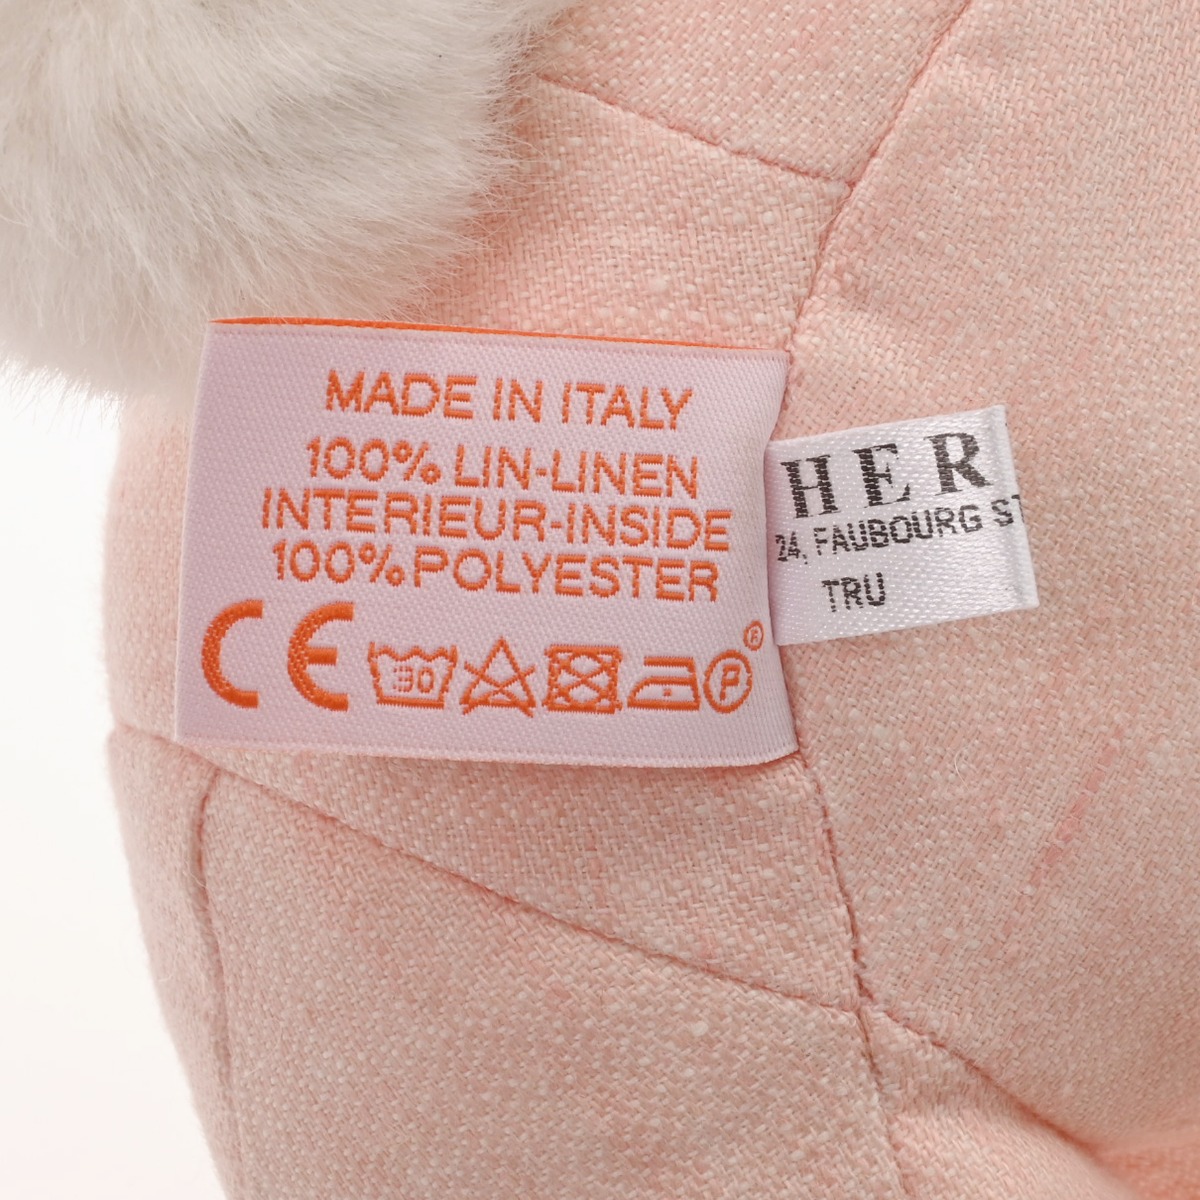 MADE IN ITALY
100% LIN-LINEN
INTERIEUR-INSIDE
100% POLYESTER
CE
30
P
®
HER
24, FAUBOURG ST
TRU